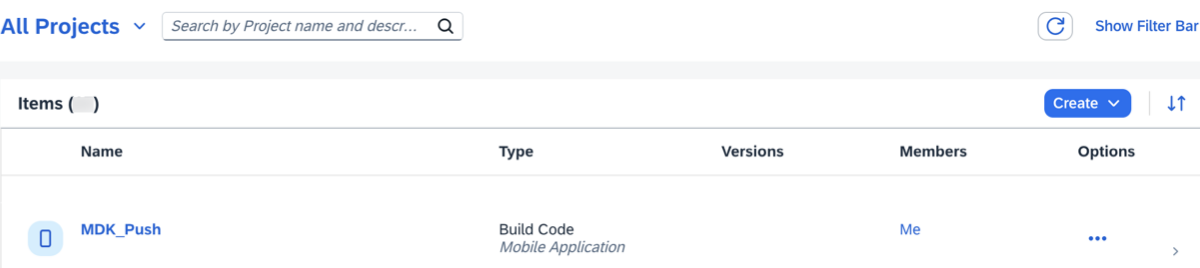 All Projects
Search by Project name and descr...
Show Filter Bar
Items ( )
Create
Name Type Versions Members Options
MDK_Push Build Code Me
Mobile Application